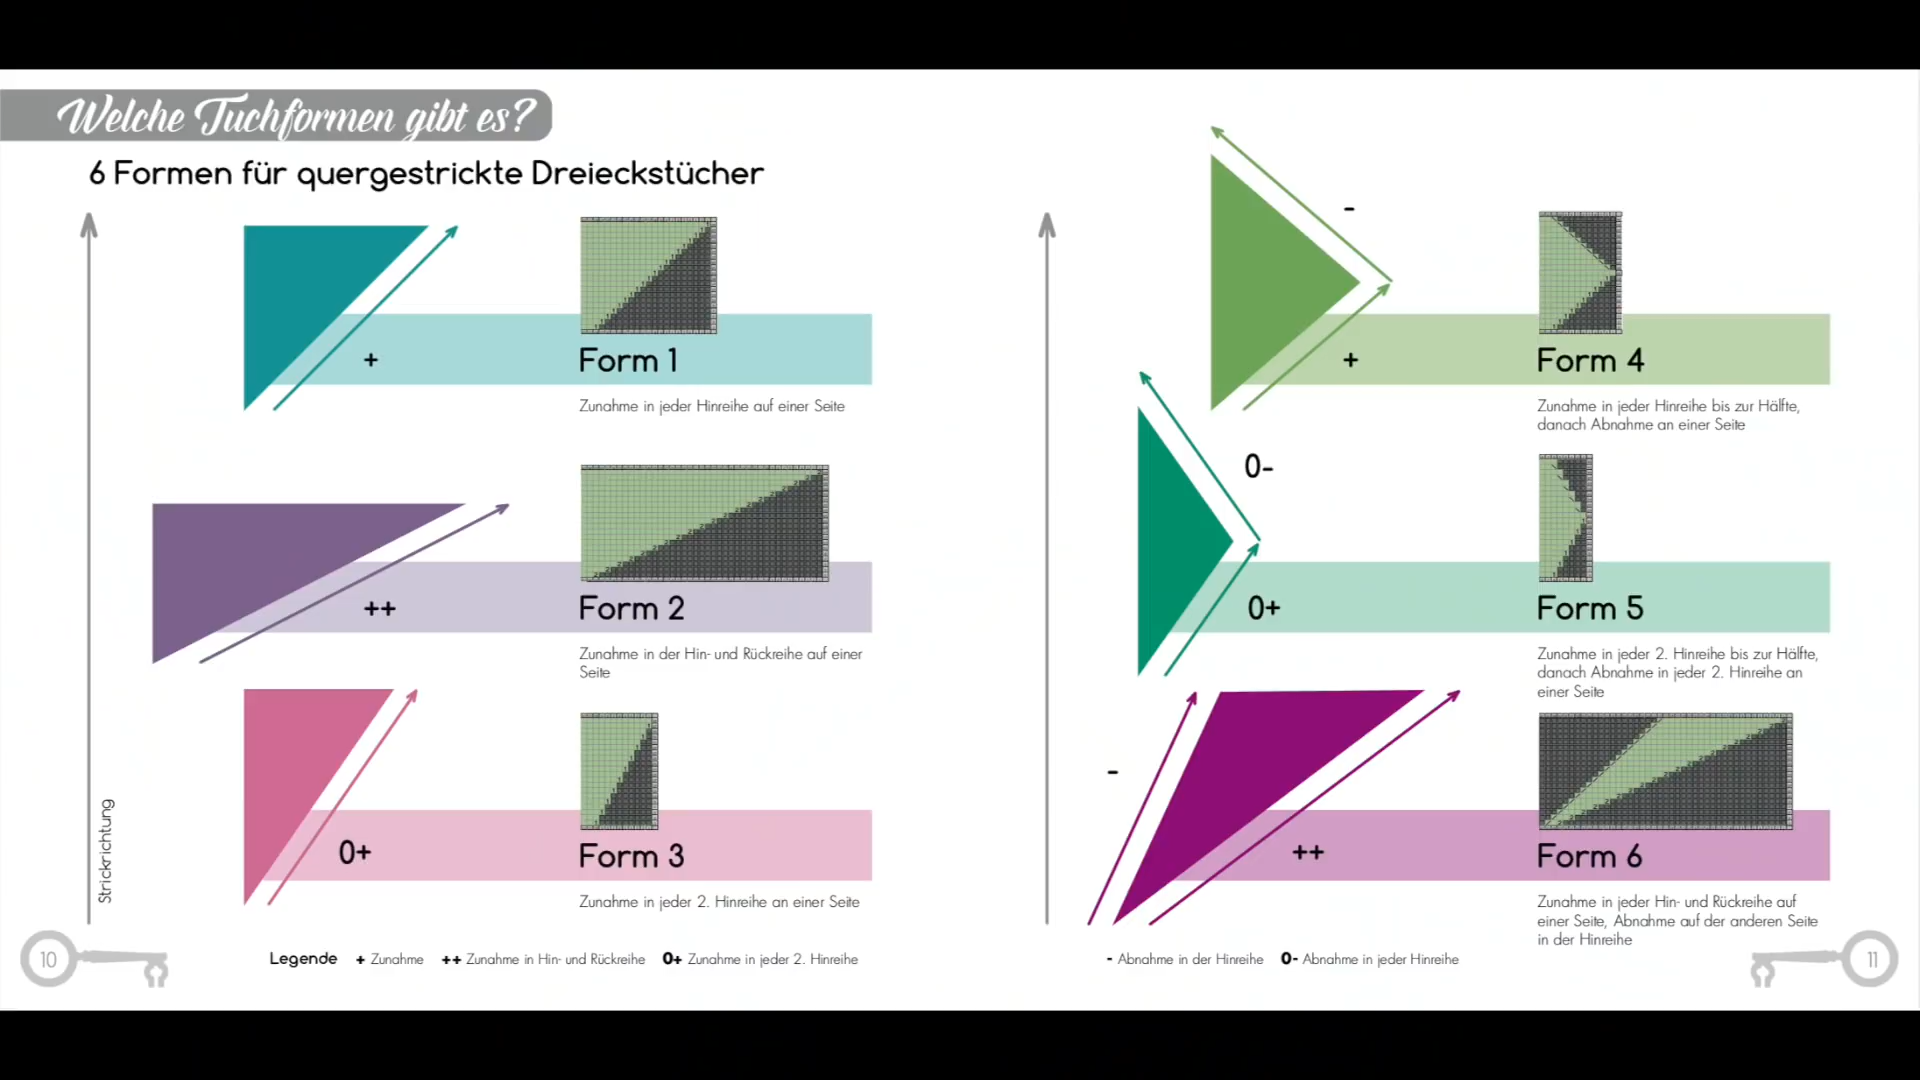 Welche Tuchformen gibt es?
6 Formen für quergestrickte Dreieckstücher
Strickrichtung
+
Form 1
Zunahme in jeder Hinreihe auf einer Seite
++
Form 2
Zunahme in der Hin- und Rückreihe auf einer
Seite
0+
Form 3
Zunahme in jeder 2. Hinreihe an einer Seite
Legende + Zunahme ++ Zunahme in Hin- und Rückreihe 0+ Zunahme in jeder 2. Hinreihe
10
-
+
Form 4
Zunahme in jeder Hinreihe bis zur Hälfte,
danach Abnahme an einer Seite
0-
0+
Form 5
Zunahme in jeder 2. Hinreihe bis zur Hälfte,
danach Abnahme in jeder 2. Hinreihe an
einer Seite
-
++
Form 6
Zunahme in jeder Hin- und Rückreihe auf
einer Seite, Abnahme auf der anderen Seite
in der Hinreihe
- Abnahme in der Hinreihe 0- Abnahme in jeder Hinreihe
11